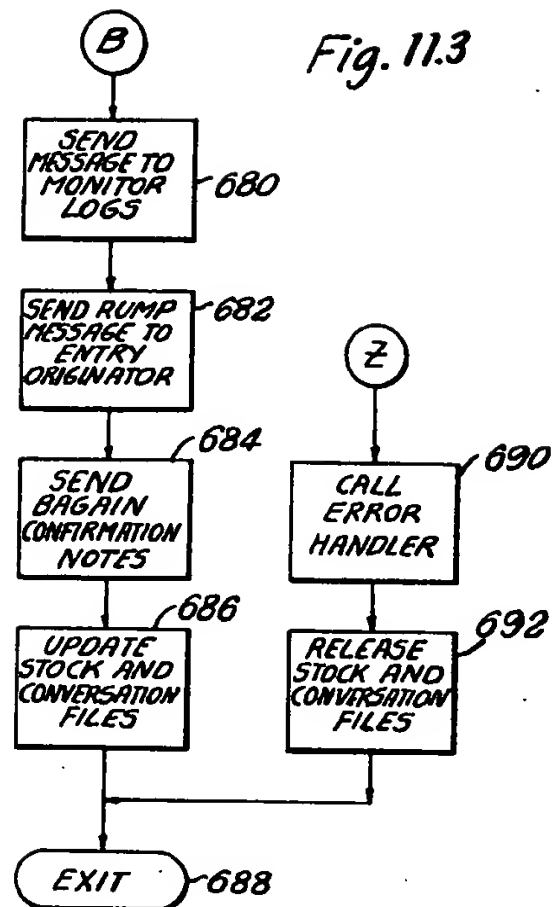 B
Fig. 11.3
SEND
MESSAGE TO
MONITOR
LOGS
680
SEND RUMP
MESSAGE TO
ENTRY
ORIGINATOR
682
SEND
BAGAIN
CONFIRMATION
NOTES
684
UPDATE
STOCK AND
CONVERSATION
FILES
686
Z
CALL
ERROR
HANDLER
690
RELEASE
STOCK AND
CONVERSATION
FILES
692
EXIT
688